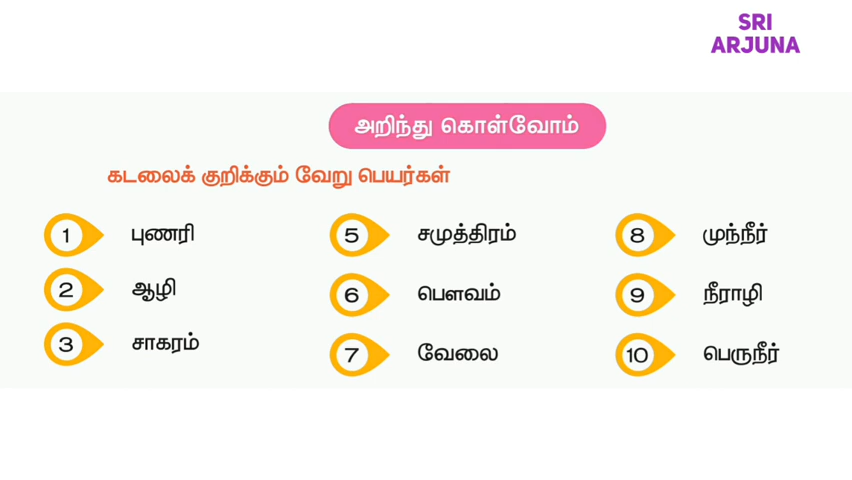 SRI
ARJUNA
அறிந்து கொள்வோம்
கடலைக் குறிக்கும் வேறு பெயர்கள்
1 புணரி
2 ஆழி
3 சாகரம்
5 சமுத்திரம்
6 பௌவம்
7 வேலை
8 முந்நீர்
9 நீராழி
10 பெருநீர்